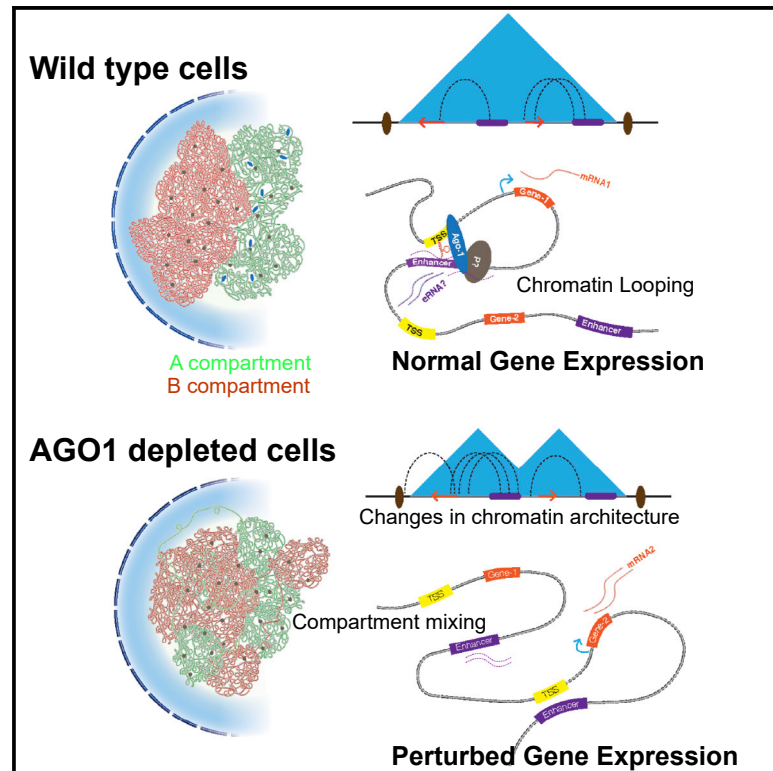 Wild type cells
mRNA1
Gene-1
TSS
Ago-1
P?
Enhancer
eRNA?
Chromatin Looping
TSS
Gene-2
Enhancer
Normal Gene Expression
A compartment
B compartment
AGO1 depleted cells
Changes in chromatin architecture
mRNA2
Gene-1
TSS
Gene-2
Compartment mixing
Enhancer
TSS
Enhancer
Perturbed Gene Expression